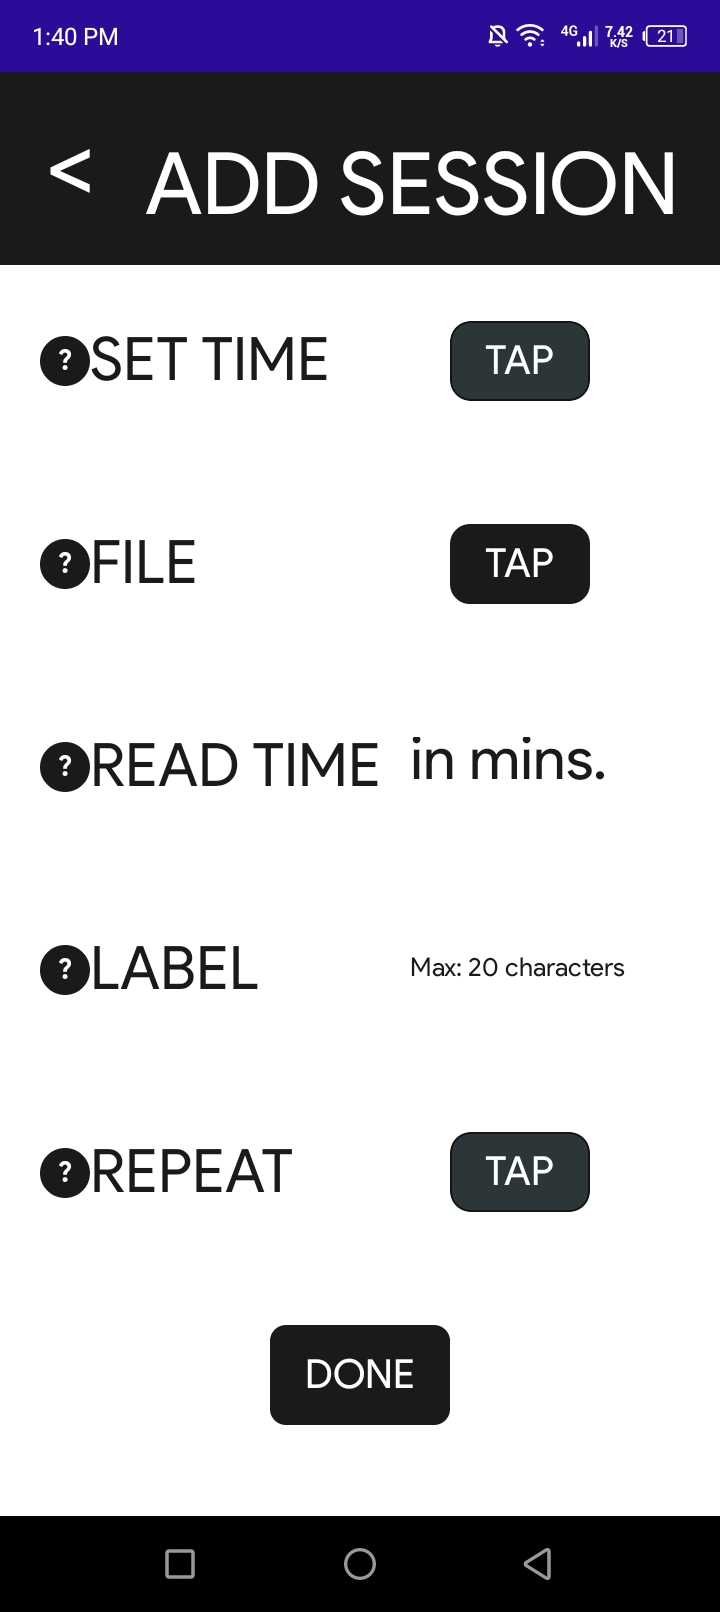 1:40 PM 4G 7.42 K/S 21
< ADD SESSION
? SET TIME TAP
? FILE TAP
? READ TIME in mins.
? LABEL Max: 20 characters
? REPEAT TAP
DONE